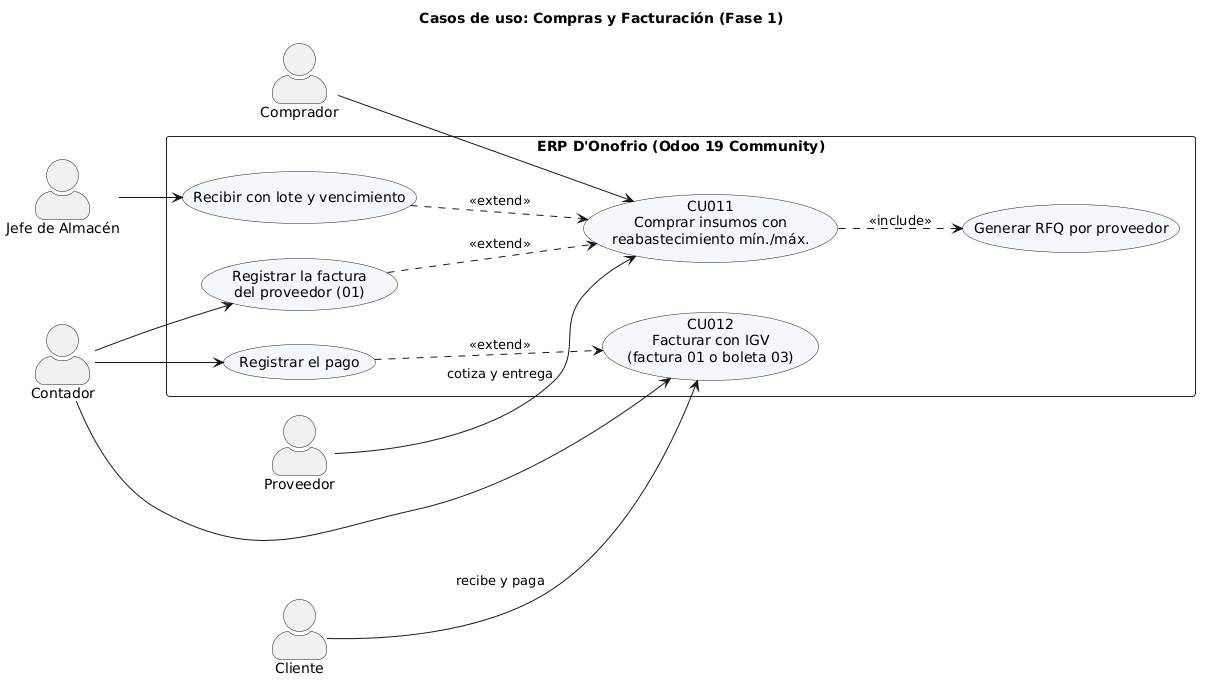 Casos de uso: Compras y Facturación (Fase 1)
Comprador
ERP D'Onofrio (Odoo 19 Community)
Jefe de Almacén
Recibir con lote y vencimiento
«extend»
CU011
Comprar insumos con
reabastecimiento mín./máx.
«include»
Generar RFQ por proveedor
Registrar la factura
del proveedor (01)
«extend»
Contador
Registrar el pago
«extend»
CU012
Facturar con IGV
(factura 01 o boleta 03)
cotiza y entrega
Proveedor
recibe y paga
Cliente